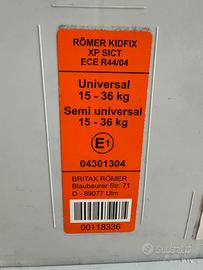 RÖMER KIDFIX
XP SICT
ECE R44/04
Universal
15 - 36 kg
Semi universal
15 - 36 kg
E1
04301304
BRITAX RÖMER
Blaubeurer Str. 71
D - 89077 Ulm
00118336
subito